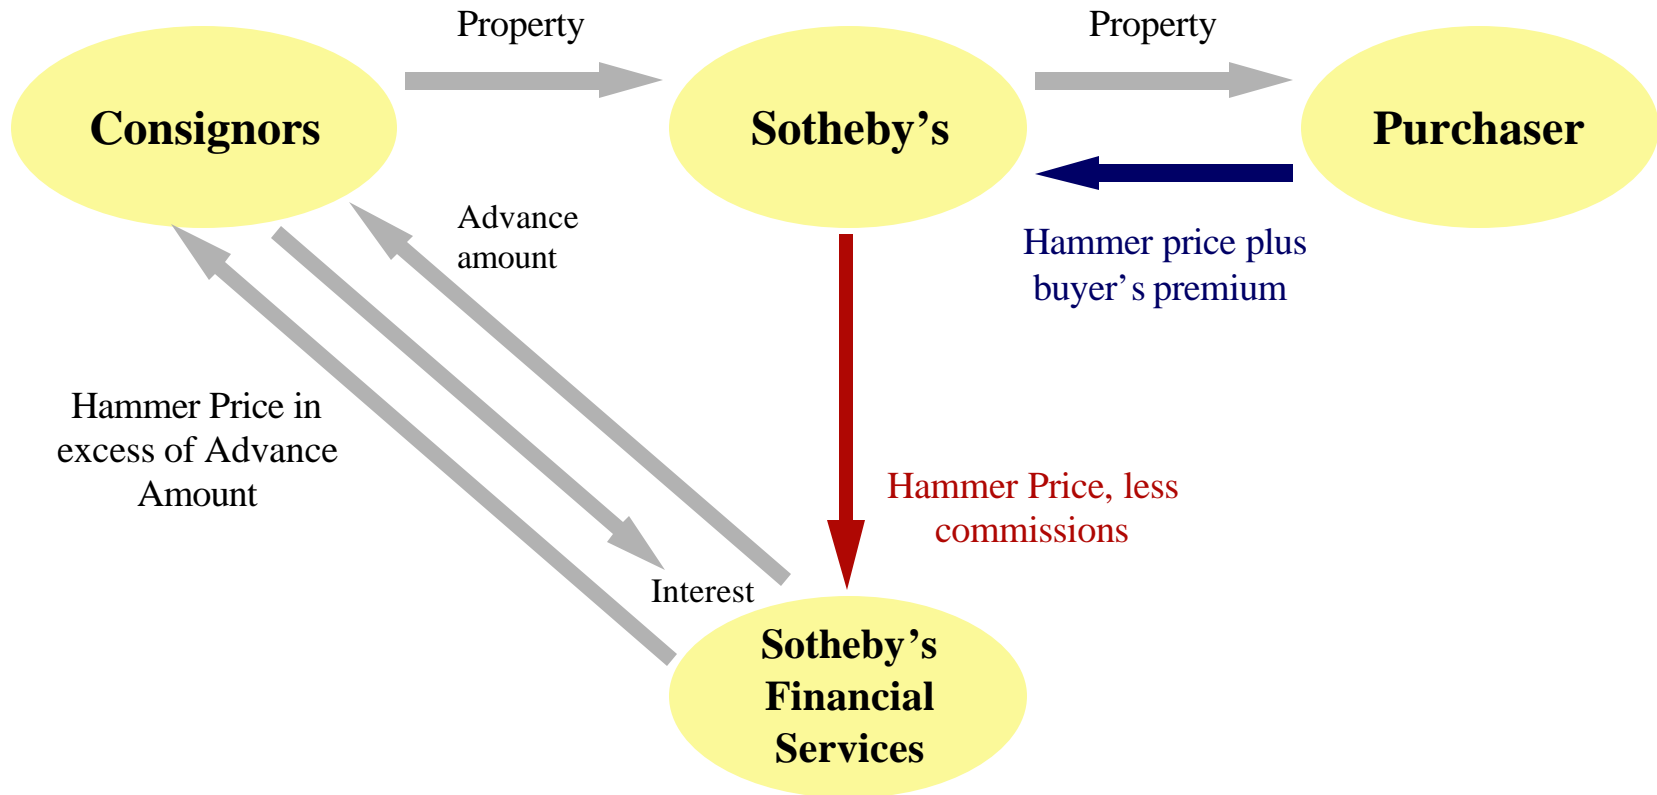 Property
Property
Consignors
Sotheby’s
Purchaser
Advance
amount
Hammer price plus
buyer’s premium
Hammer Price in
excess of Advance
Amount
Hammer Price, less
commissions
Interest
Sotheby’s
Financial
Services